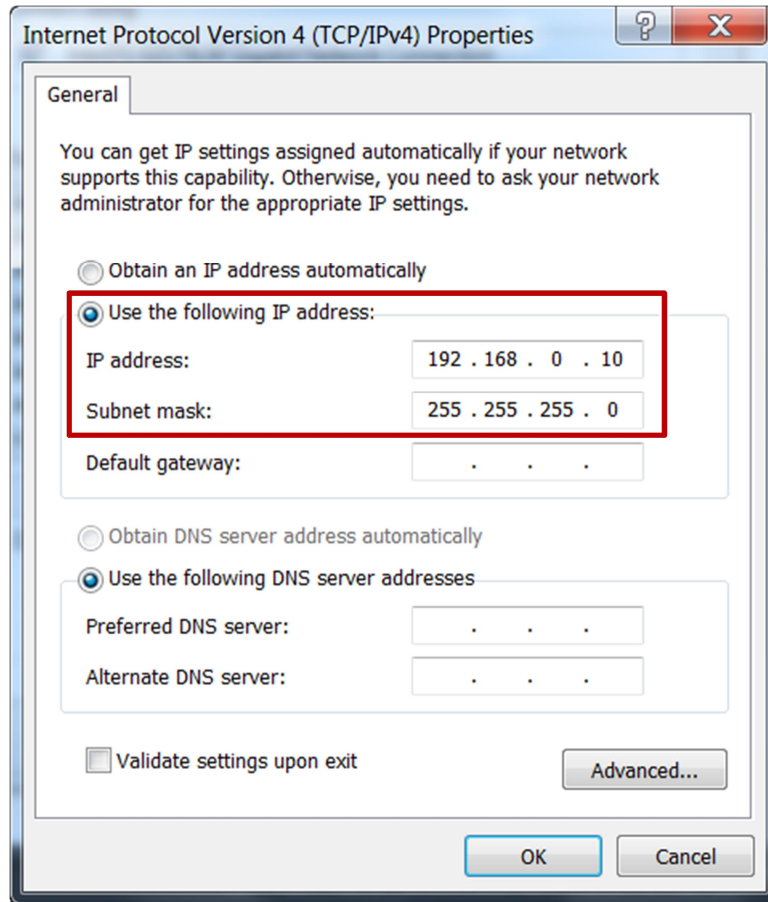 Internet Protocol Version 4 (TCP/IPv4) Properties
General
You can get IP settings assigned automatically if your network
supports this capability. Otherwise, you need to ask your network
administrator for the appropriate IP settings.
Obtain an IP address automatically
Use the following IP address:
IP address: 192 . 168 . 0 . 10
Subnet mask: 255 . 255 . 255 . 0
Default gateway: . . .
Obtain DNS server address automatically
Use the following DNS server addresses
Preferred DNS server: . . .
Alternate DNS server: . . .
Validate settings upon exit
Advanced...
OK Cancel